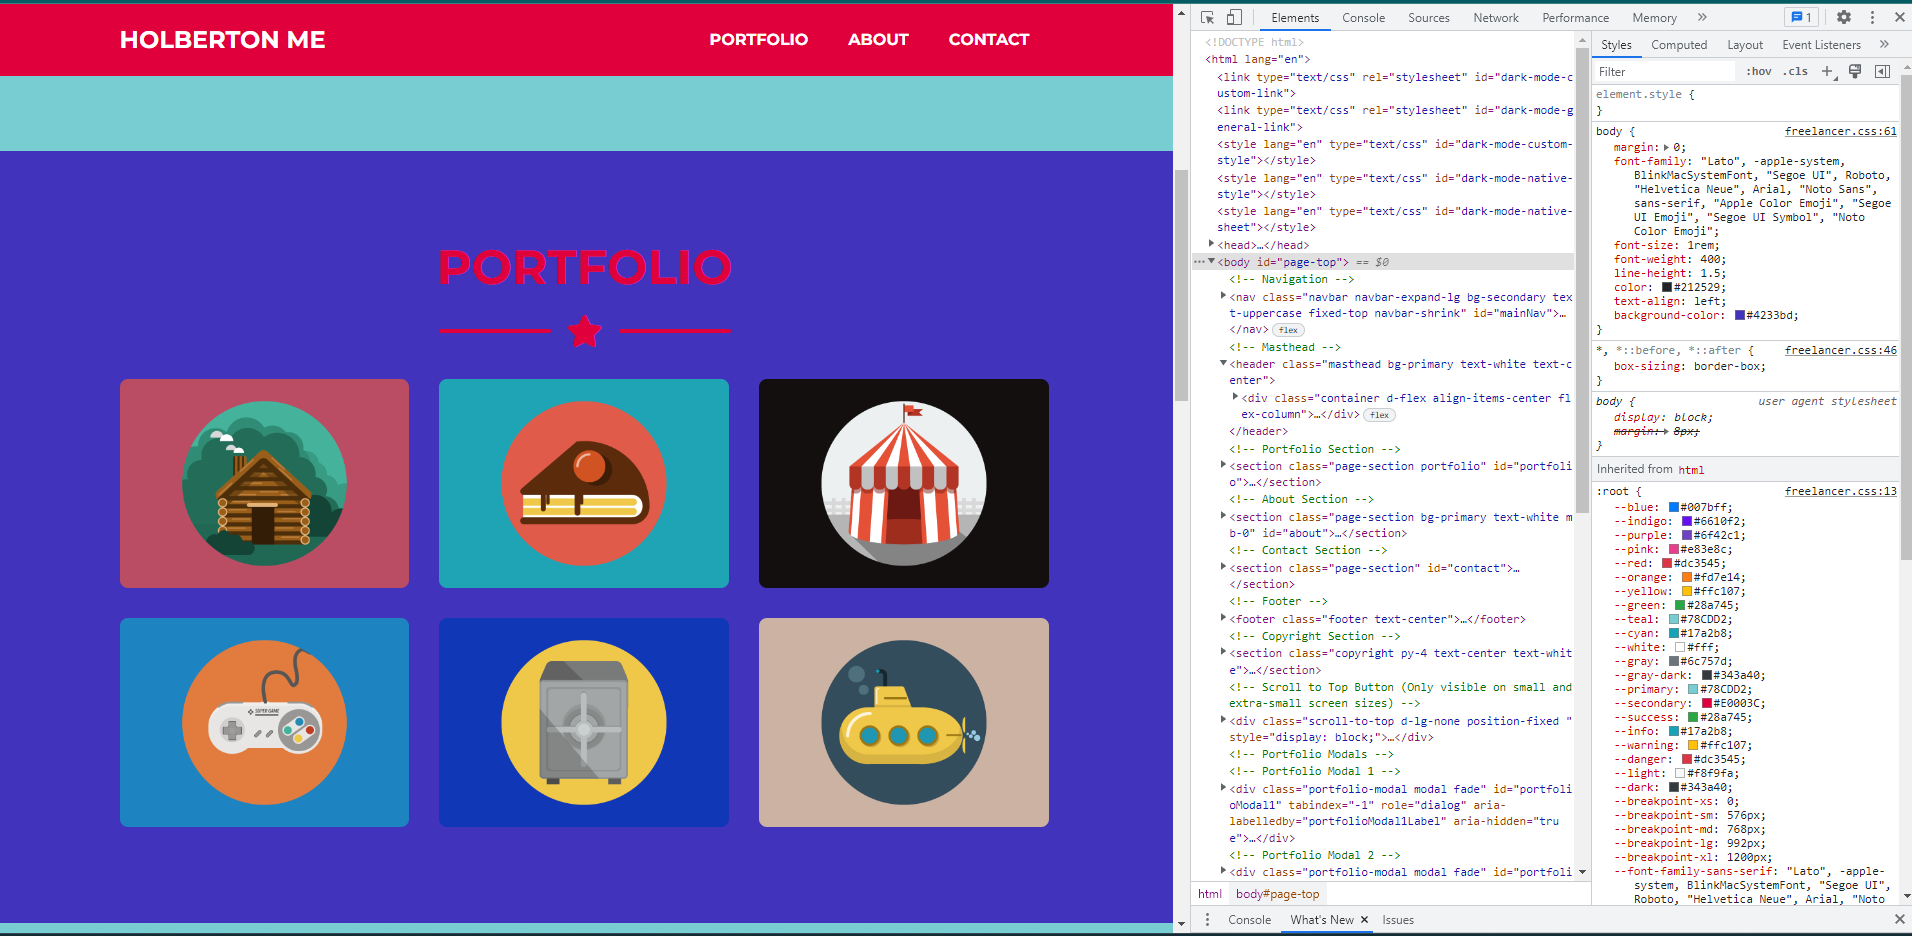 HOLBERTON ME
PORTFOLIO ABOUT CONTACT
PORTFOLIO
SUPER GAME
Elements Console Sources Network Performance Memory » 1
<!DOCTYPE html>
<html lang="en">
<link type="text/css" rel="stylesheet" id="dark-mode-c
ustom-link">
<link type="text/css" rel="stylesheet" id="dark-mode-g
eneral-link">
<style lang="en" type="text/css" id="dark-mode-custom-
style"></style>
<style lang="en" type="text/css" id="dark-mode-native-
style"></style>
<style lang="en" type="text/css" id="dark-mode-native-
sheet"></style>
<head>…</head>
<body id="page-top"> == $0
<!-- Navigation -->
<nav class="navbar navbar-expand-lg bg-secondary tex
t-uppercase fixed-top navbar-shrink" id="mainNav">…
</nav> flex
<!-- Masthead -->
<header class="masthead bg-primary text-white text-c
enter">
<div class="container d-flex align-items-center fl
ex-column">…</div> flex
</header>
<!-- Portfolio Section -->
<section class="page-section portfolio" id="portfoli
o">…</section>
<!-- About Section -->
<section class="page-section bg-primary text-white m
b-0" id="about">…</section>
<!-- Contact Section -->
<section class="page-section" id="contact">…
</section>
<!-- Footer -->
<footer class="footer text-center">…</footer>
<!-- Copyright Section -->
<section class="copyright py-4 text-center text-whit
e">…</section>
<!-- Scroll to Top Button (Only visible on small and
extra-small screen sizes) -->
<div class="scroll-to-top d-lg-none position-fixed "
style="display: block;">…</div>
<!-- Portfolio Modals -->
<!-- Portfolio Modal 1 -->
<div class="portfolio-modal modal fade" id="portfoli
oModal1" tabindex="-1" role="dialog" aria-
labelledby="portfolioModal1Label" aria-hidden="tru
e">…</div>
<!-- Portfolio Modal 2 -->
<div class="portfolio-modal modal fade" id="portfoli
html body#page-top
Console What's New × Issues
Styles Computed Layout Event Listeners »
Filter :hov .cls +
element.style {
}
body { freelancer.css:61
margin: 0;
font-family: "Lato", -apple-system,
BlinkMacSystemFont, "Segoe UI", Roboto,
"Helvetica Neue", Arial, "Noto Sans",
sans-serif, "Apple Color Emoji", "Segoe
UI Emoji", "Segoe UI Symbol", "Noto
Color Emoji";
font-size: 1rem;
font-weight: 400;
line-height: 1.5;
color: #212529;
text-align: left;
background-color: #4233bd;
}
*, *::before, *::after { freelancer.css:46
box-sizing: border-box;
}
body { user agent stylesheet
display: block;
margin: 8px;
}
Inherited from html
:root { freelancer.css:13
--blue: #007bff;
--indigo: #6610f2;
--purple: #6f42c1;
--pink: #e83e8c;
--red: #dc3545;
--orange: #fd7e14;
--yellow: #ffc107;
--green: #28a745;
--teal: #78CDD2;
--cyan: #17a2b8;
--white: #fff;
--gray: #6c757d;
--gray-dark: #343a40;
--primary: #78CDD2;
--secondary: #E0003C;
--success: #28a745;
--info: #17a2b8;
--warning: #ffc107;
--danger: #dc3545;
--light: #f8f9fa;
--dark: #343a40;
--breakpoint-xs: 0;
--breakpoint-sm: 576px;
--breakpoint-md: 768px;
--breakpoint-lg: 992px;
--breakpoint-xl: 1200px;
--font-family-sans-serif: "Lato", -apple-
system, BlinkMacSystemFont, "Segoe UI",
Roboto, "Helvetica Neue", Arial, "Noto